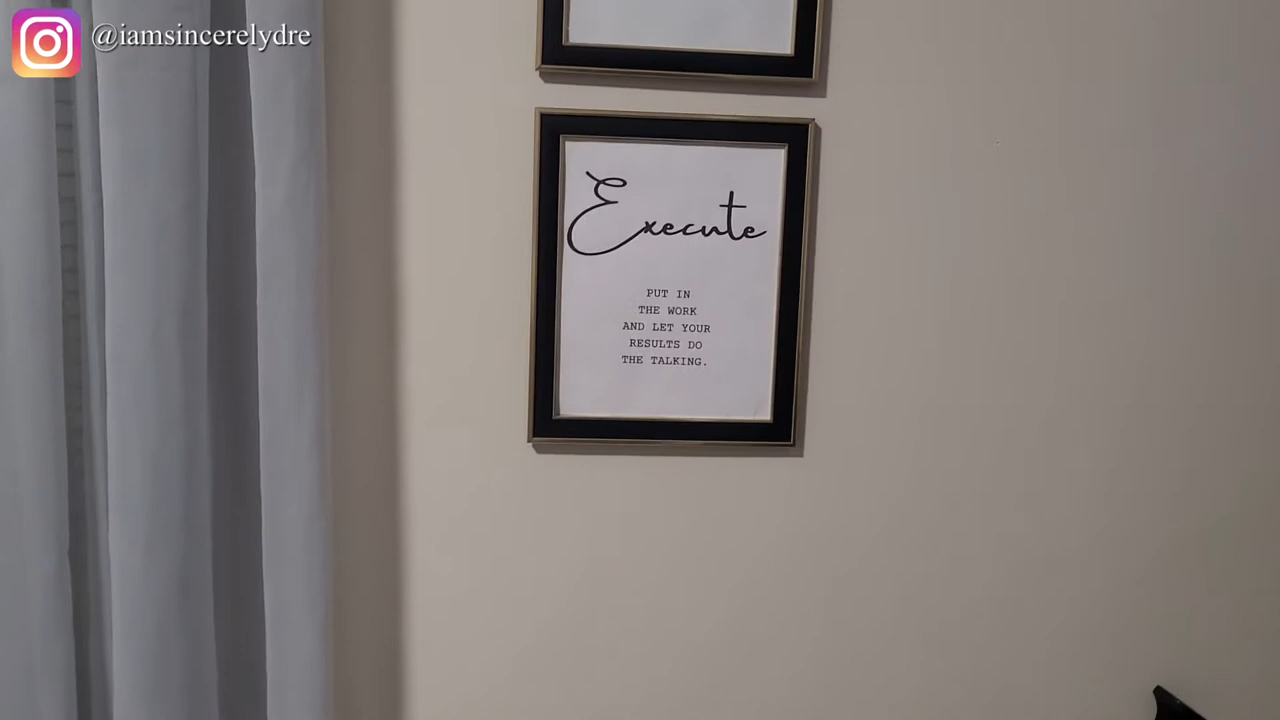 @iamsincerelydre
Execute
PUT IN
THE WORK
AND LET YOUR
RESULTS DO
THE TALKING.